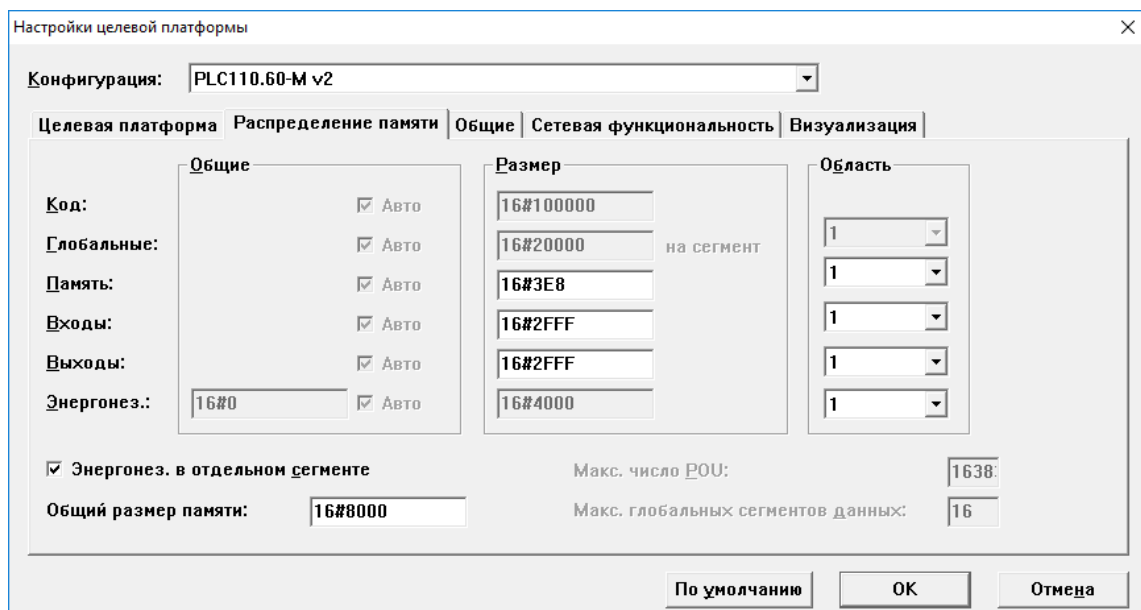 Настройки целевой платформы
Конфигурация: PLC110.60-M v2
Целевая платформа Распределение памяти Общие Сетевая функциональность Визуализация
Общие Размер Область
Код: Авто 16#100000
Глобальные: Авто 16#20000 на сегмент 1
Память: Авто 16#3E8 1
Входы: Авто 16#2FFF 1
Выходы: Авто 16#2FFF 1
Энергонез.: 16#0 Авто 16#4000 1
Энергонез. в отдельном сегменте Макс. число POU:
Общий размер памяти: 16#8000 Макс. глобальных сегментов данных: 16
По умолчанию OK Отмена